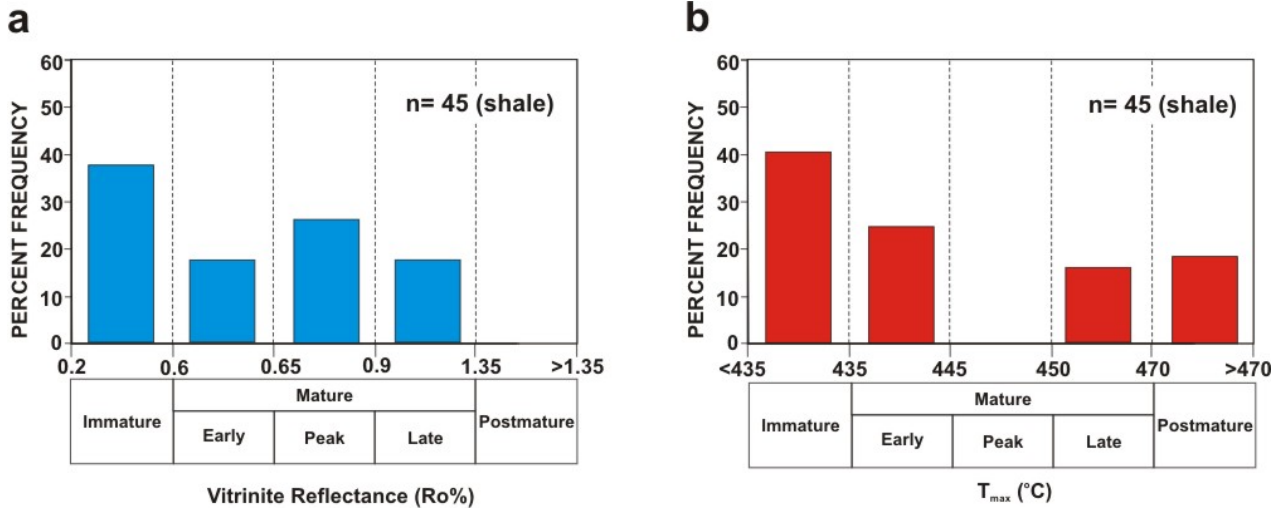 a
60
50
40
30
20
10
0
PERCENT FREQUENCY
n= 45 (shale)
0.2 0.6 0.65 0.9 1.35 >1.35
Immature
Mature
Early Peak Late
Postmature
Vitrinite Reflectance (Ro%)
b
60
50
40
30
20
10
0
PERCENT FREQUENCY
n= 45 (shale)
<435 435 445 450 470 >470
Immature
Mature
Early Peak Late
Postmature
Tmax (°C)